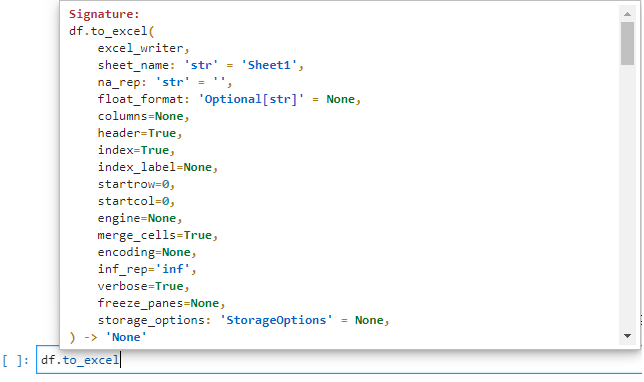 Signature:
df.to_excel(
    excel_writer,
    sheet_name: 'str' = 'Sheet1',
    na_rep: 'str' = '',
    float_format: 'Optional[str]' = None,
    columns=None,
    header=True,
    index=True,
    index_label=None,
    startrow=0,
    startcol=0,
    engine=None,
    merge_cells=True,
    encoding=None,
    inf_rep='inf',
    verbose=True,
    freeze_panes=None,
    storage_options: 'StorageOptions' = None,
) -> 'None'
[ ]: df.to_excel